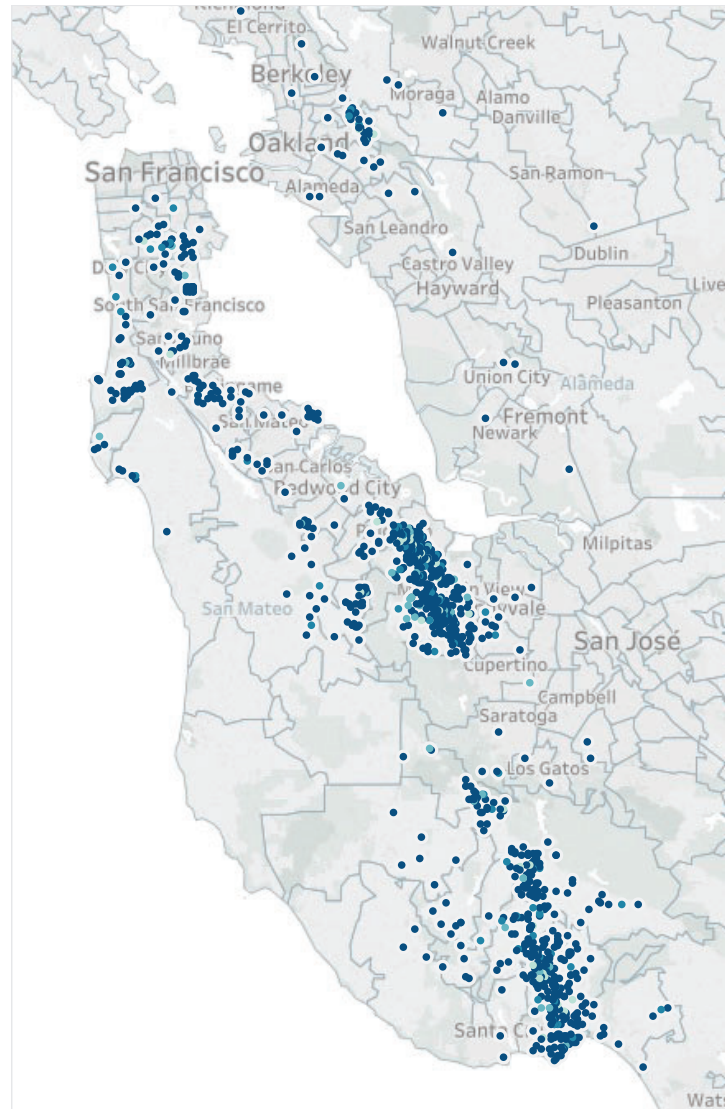 El Cerrito
Walnut Creek
Berkeley
Moraga
Alamo
Danville
Oakland
San Francisco
San Ramon
Alameda
San Leandro
Dublin
Castro Valley
Hayward
Live
South San Francisco
Pleasanton
Millbrae
Union City
Alameda
Fremont
Newark
San Mateo
San Carlos
Redwood City
Milpitas
San Mateo
San José
Cupertino
Campbell
Saratoga
Los Gatos
Wat